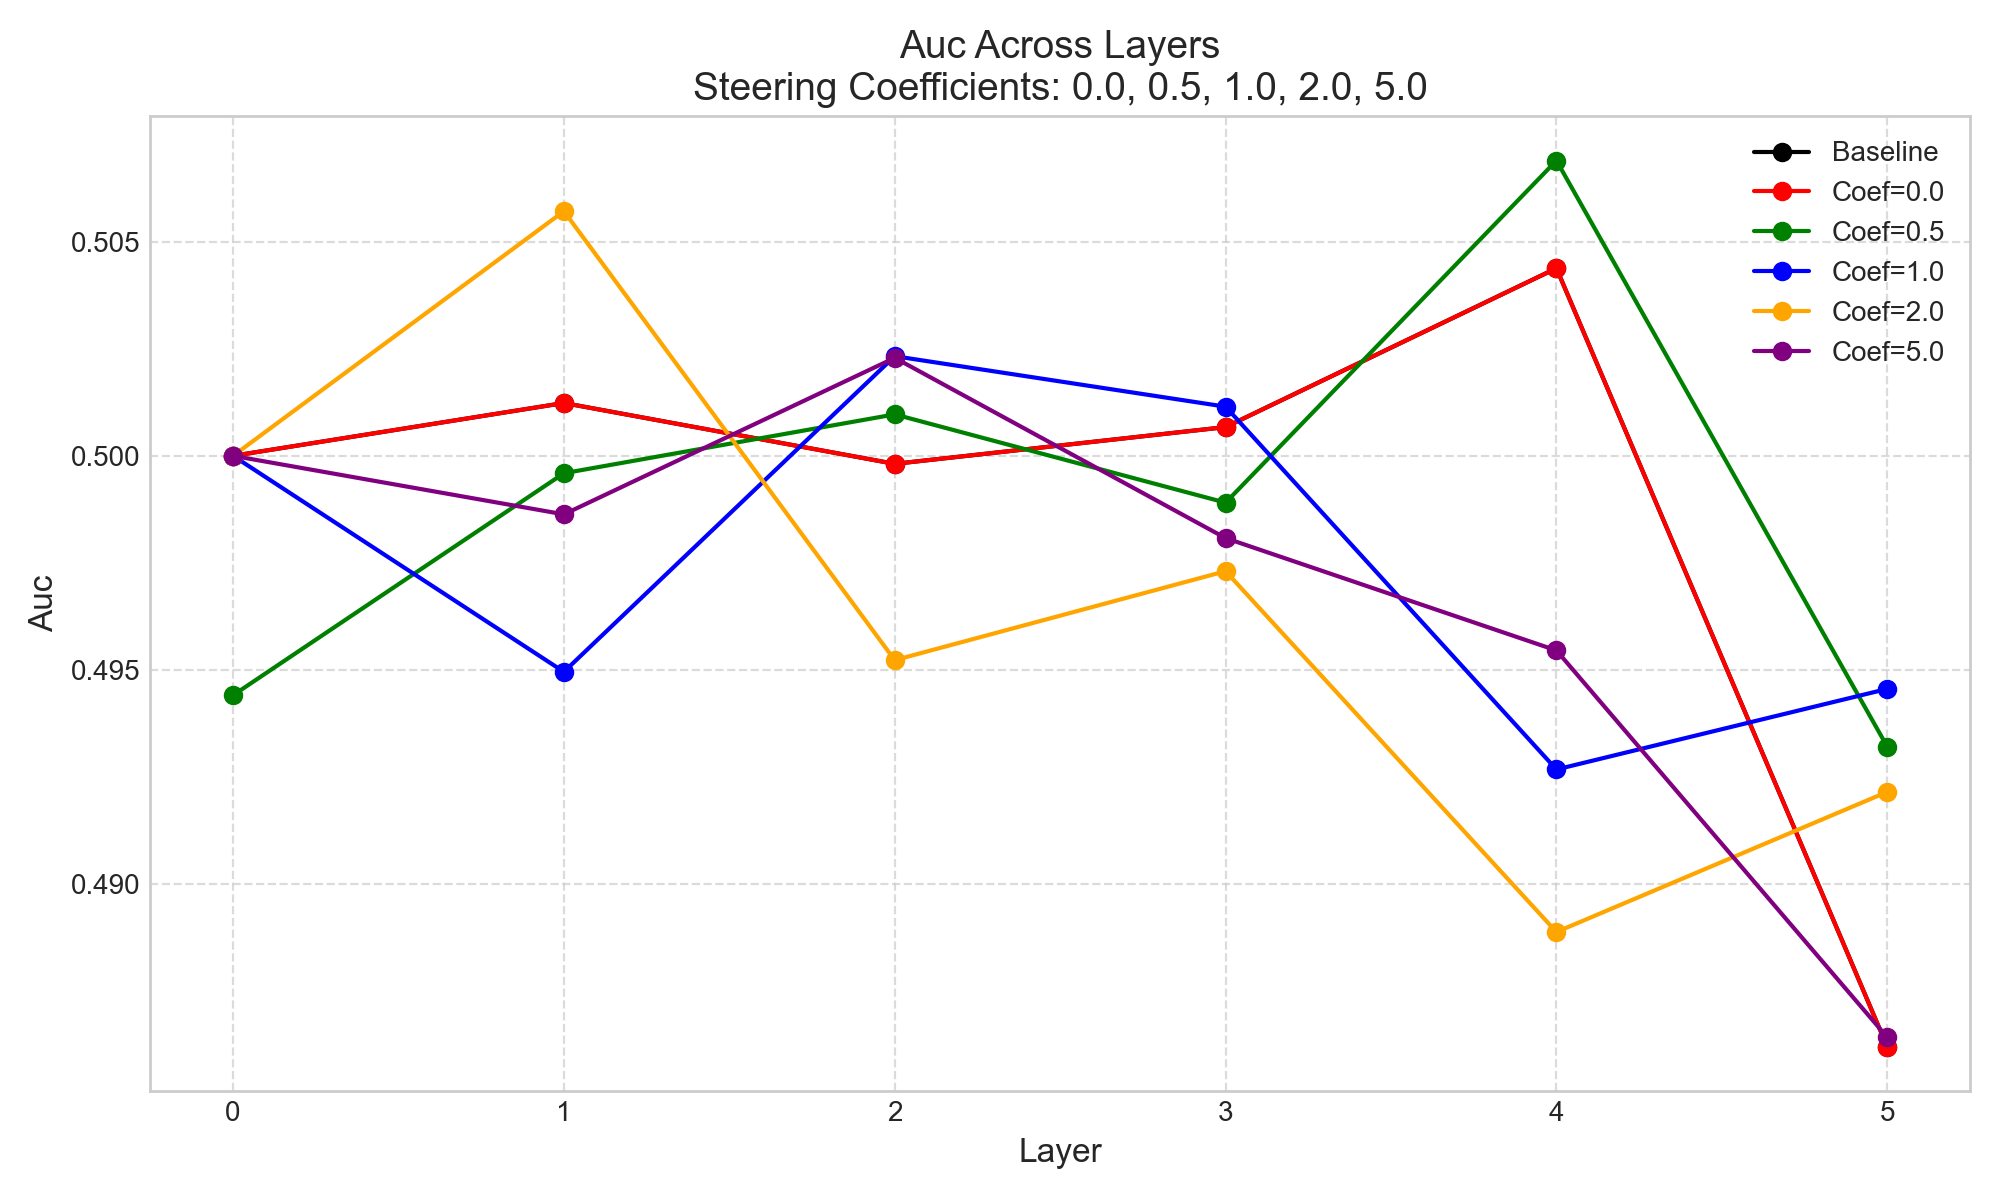 Auc Across Layers
Steering Coefficients: 0.0, 0.5, 1.0, 2.0, 5.0
Baseline
Coef=0.0
Coef=0.5
Coef=1.0
Coef=2.0
Coef=5.0
0.505
0.500
0.495
0.490
Auc
0 1 2 3 4 5
Layer